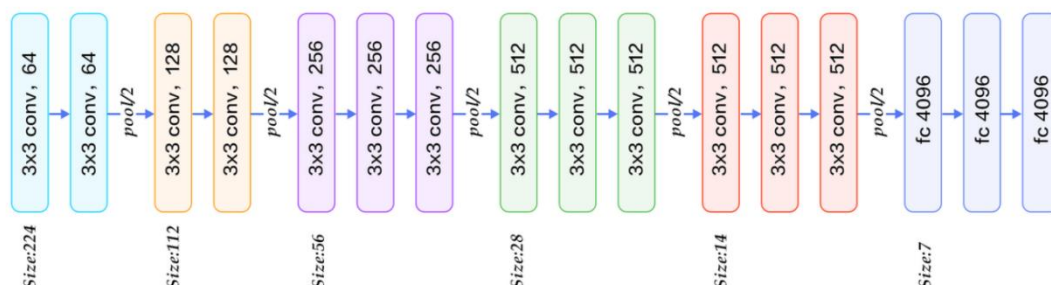 3x3 conv, 64
3x3 conv, 64
pool/2
3x3 conv, 128
3x3 conv, 128
pool/2
3x3 conv, 256
3x3 conv, 256
3x3 conv, 256
pool/2
3x3 conv, 512
3x3 conv, 512
3x3 conv, 512
pool/2
3x3 conv, 512
3x3 conv, 512
3x3 conv, 512
pool/2
fc 4096
fc 4096
fc 4096
Size:224
Size:112
Size:56
Size:28
Size:14
Size:7